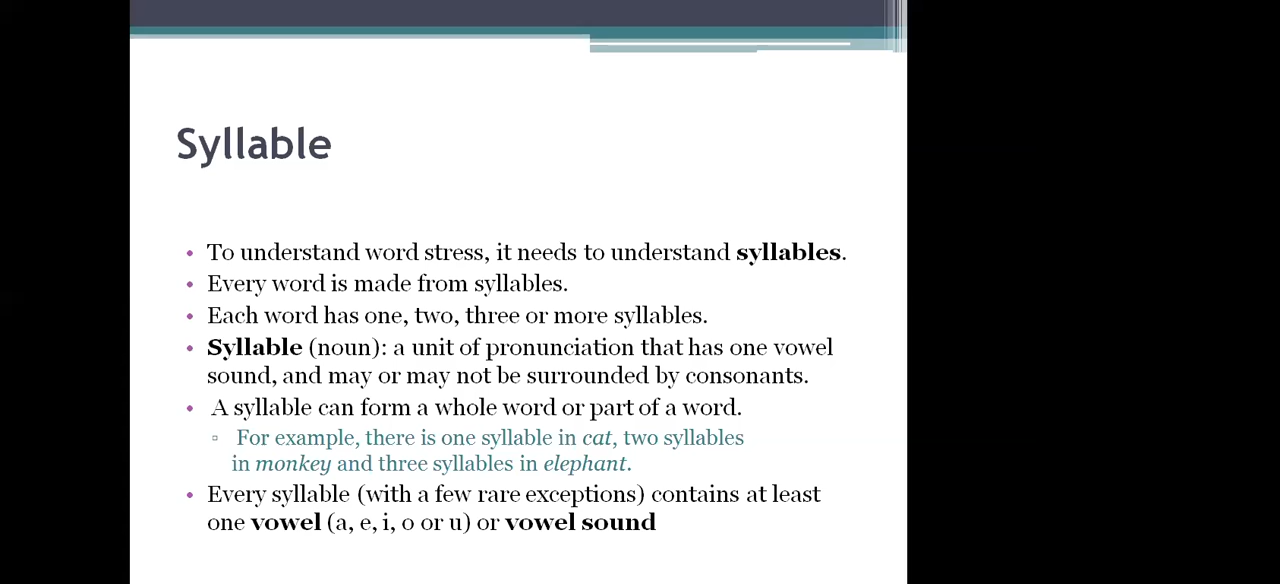 Syllable
• To understand word stress, it needs to understand syllables.
• Every word is made from syllables.
• Each word has one, two, three or more syllables.
• Syllable (noun): a unit of pronunciation that has one vowel
sound, and may or may not be surrounded by consonants.
• A syllable can form a whole word or part of a word.
▫ For example, there is one syllable in cat, two syllables
in monkey and three syllables in elephant.
• Every syllable (with a few rare exceptions) contains at least
one vowel (a, e, i, o or u) or vowel sound